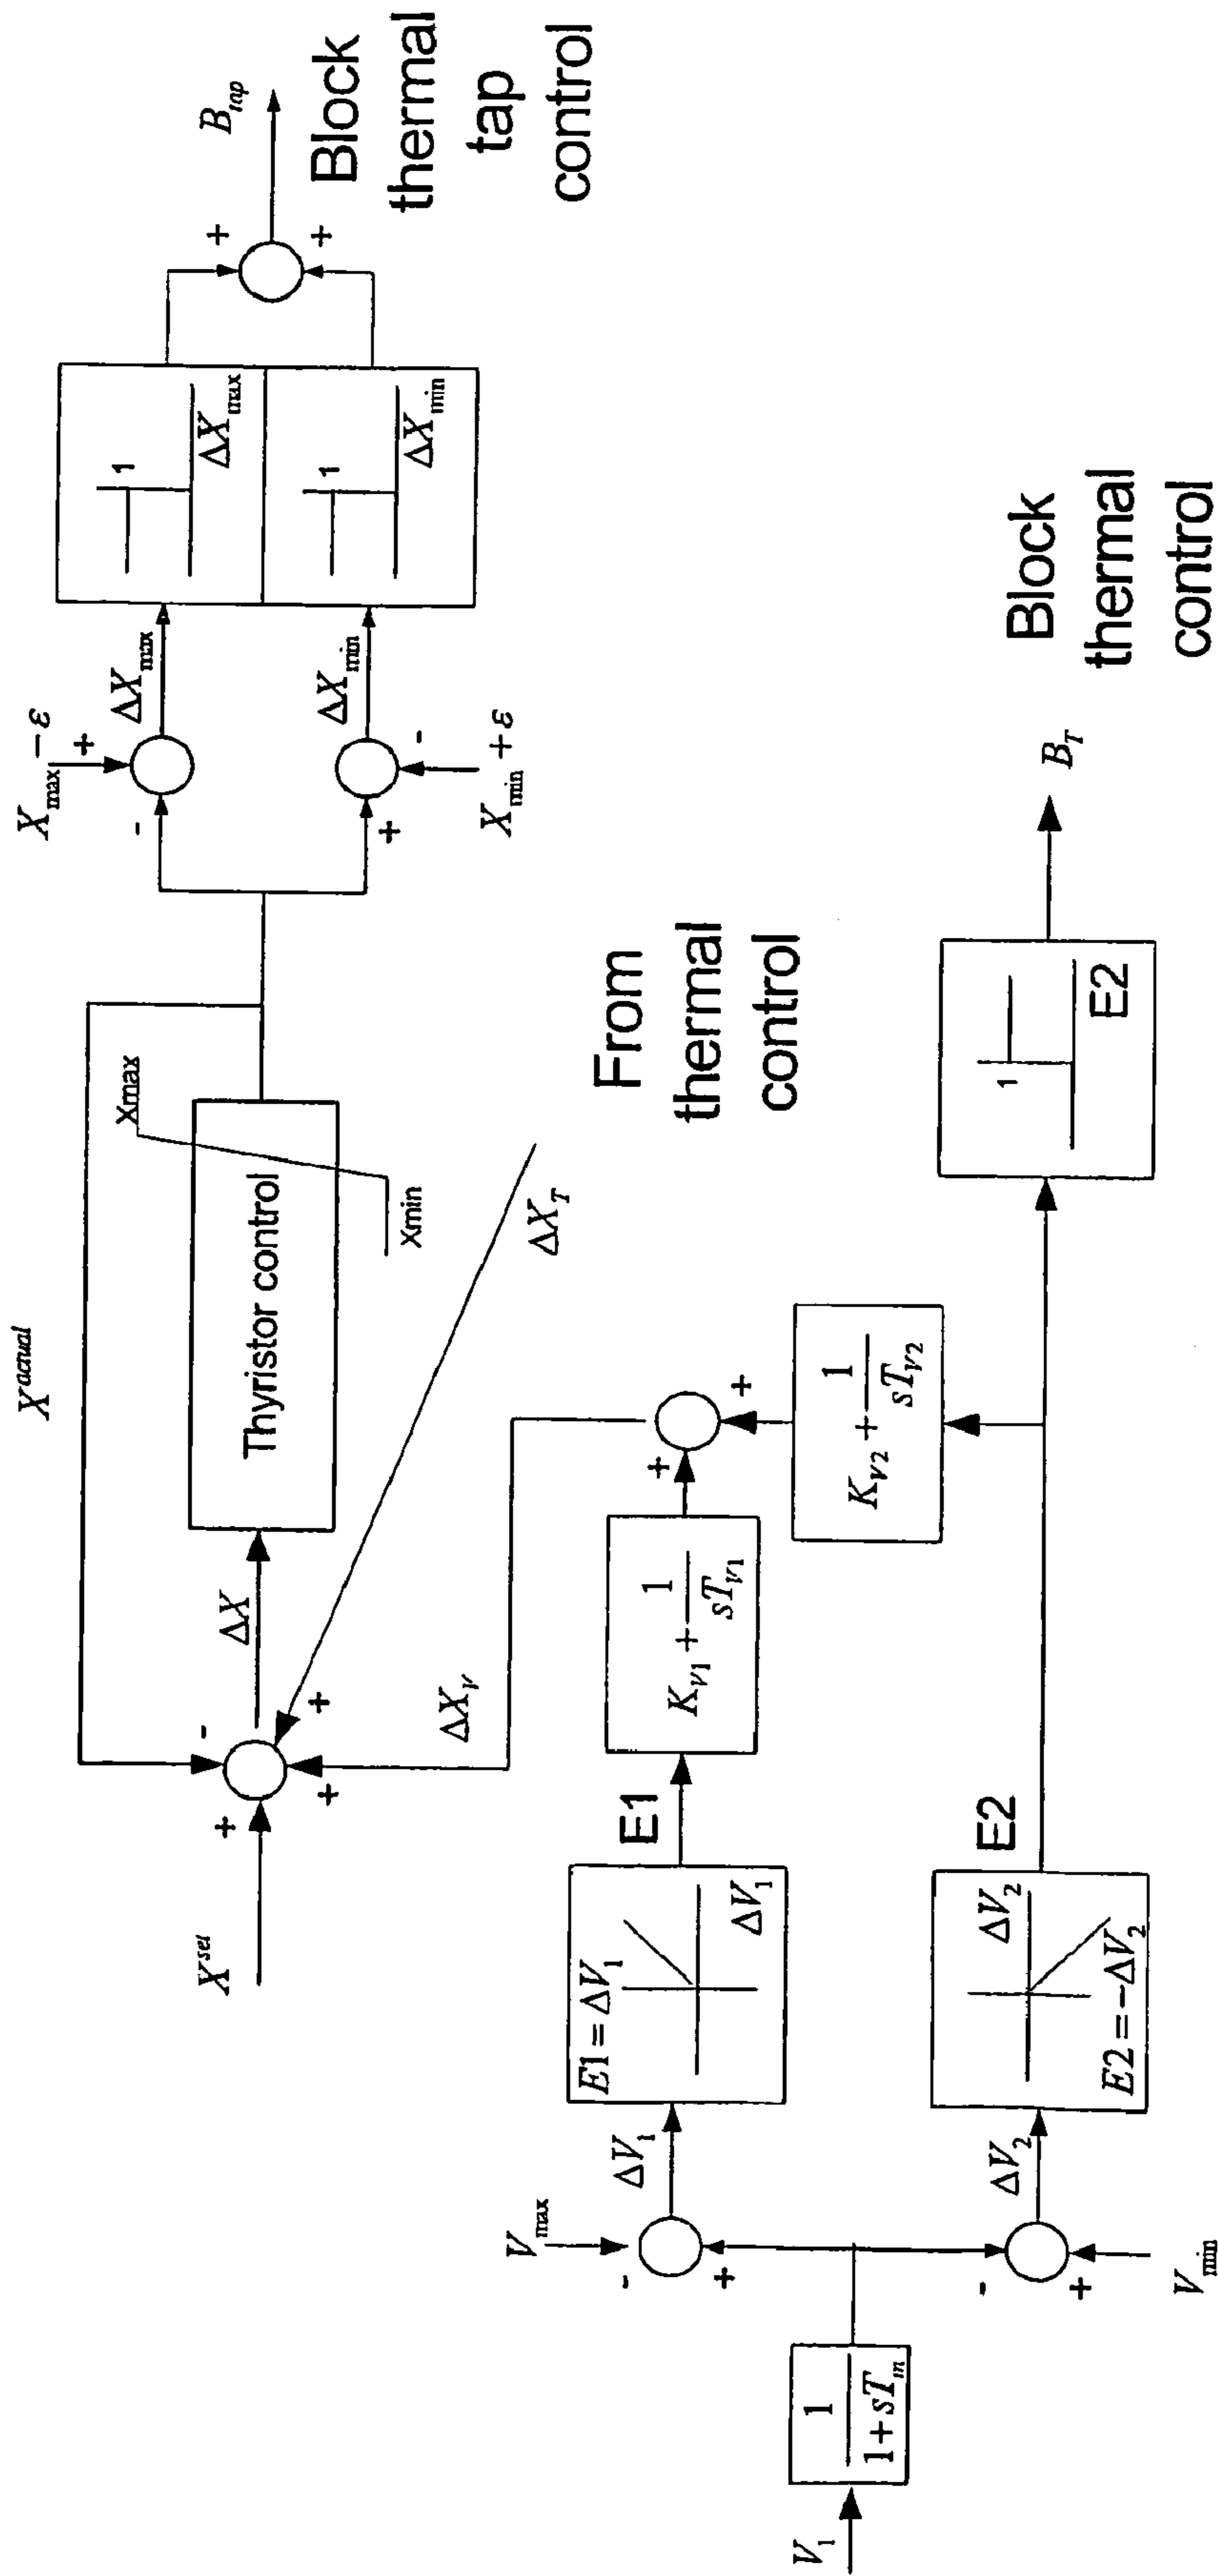 X^actual
X^set
+
-
+
+
ΔX
Thyristor control
Xmax
Xmin
X_max - ε
+
-
ΔX_max
1
ΔX_max
ΔX_min
+
-
X_min + ε
1
ΔX_min
+
+
B_tap
Block
thermal
tap
control
ΔX_V
ΔX_T
From
thermal
control
V_max
-
+
ΔV_1
E1 = ΔV_1
ΔV_1
E1
K_V1 + 1/sT_V1
+
+
K_V2 + 1/sT_V2
V_1
1/1+sT_m
-
+
V_min
ΔV_2
ΔV_2
E2 = -ΔV_2
E2
1
E2
B_T
Block
thermal
control